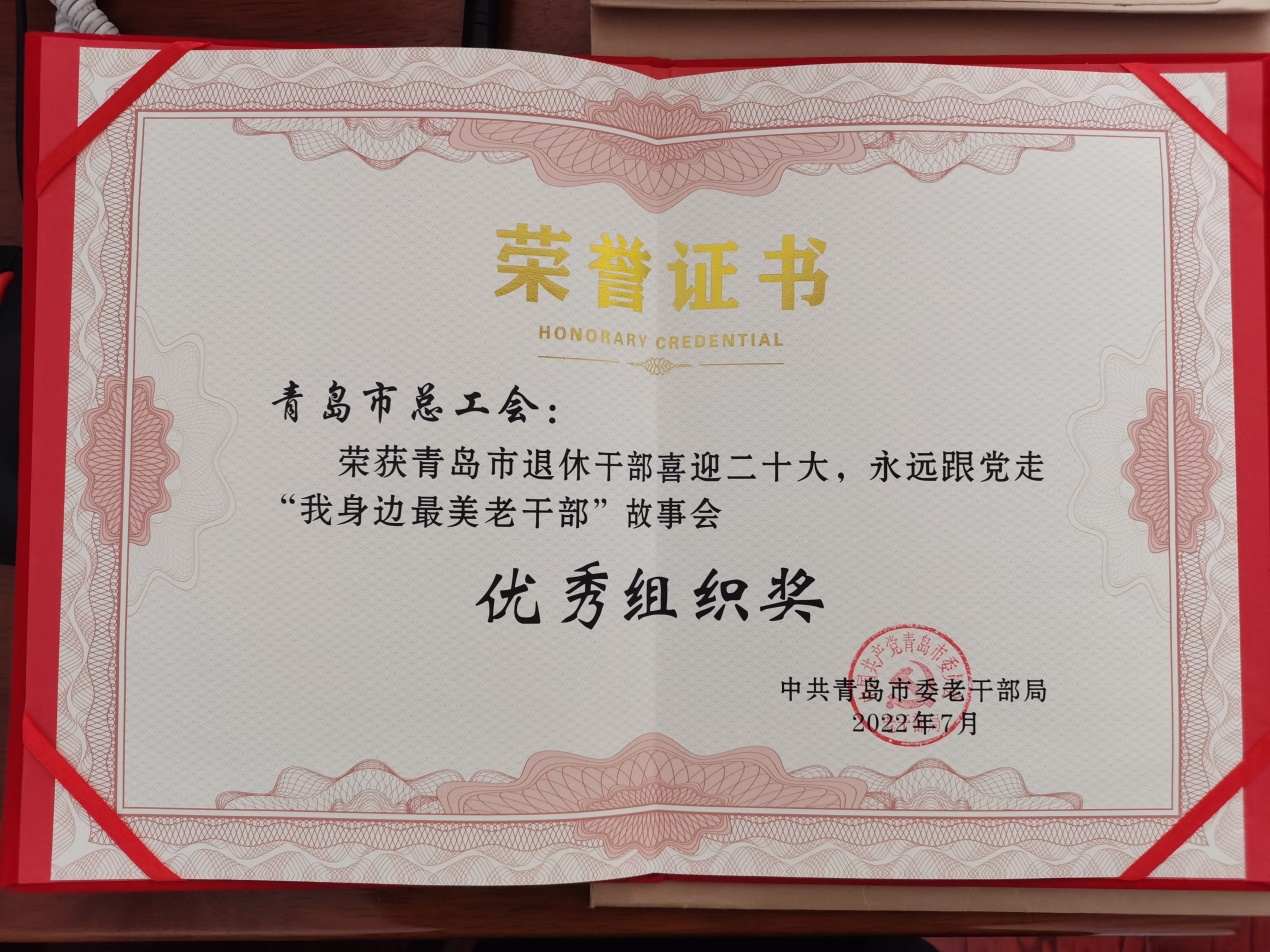 荣誉证书
HONORARY CREDENTIAL
青岛市总工会：
荣获青岛市退休干部喜迎二十大，永远跟党走
“我身边最美老干部”故事会
优秀组织奖
中共青岛市委老干部局
2022年7月